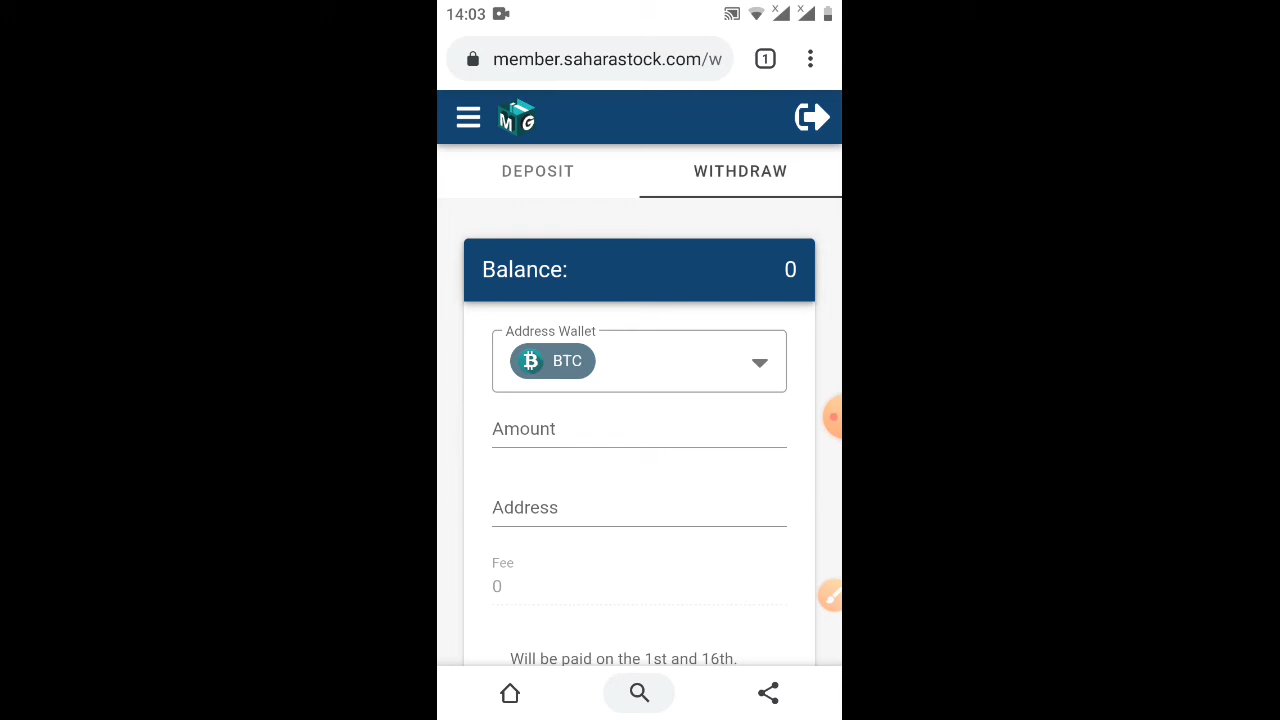 14:03
member.saharastock.com/w
1
M G
DEPOSIT
WITHDRAW
Balance:
0
Address Wallet
BTC
Amount
Address
Fee
0
Will be paid on the 1st and 16th.